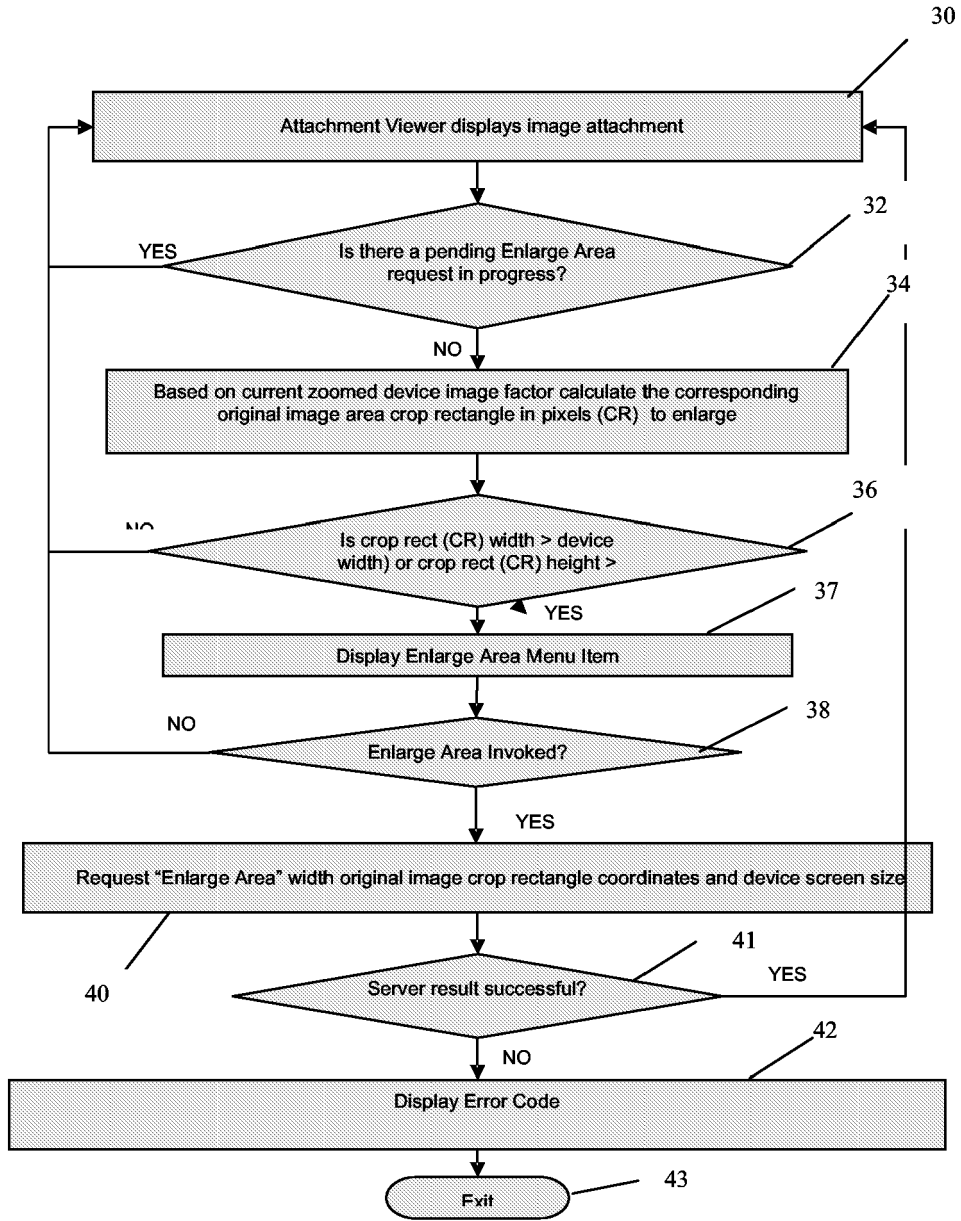 30
Attachment Viewer displays image attachment
32
YES
Is there a pending Enlarge Area
request in progress?
34
NO
Based on current zoomed device image factor calculate the corresponding
original image area crop rectangle in pixels (CR) to enlarge
36
NO
Is crop rect (CR) width > device
width) or crop rect (CR) height >
37
YES
Display Enlarge Area Menu Item
38
NO
Enlarge Area Invoked?
YES
Request "Enlarge Area" width original image crop rectangle coordinates and device screen size
41
40
Server result successful?
YES
NO
42
Display Error Code
43
Exit